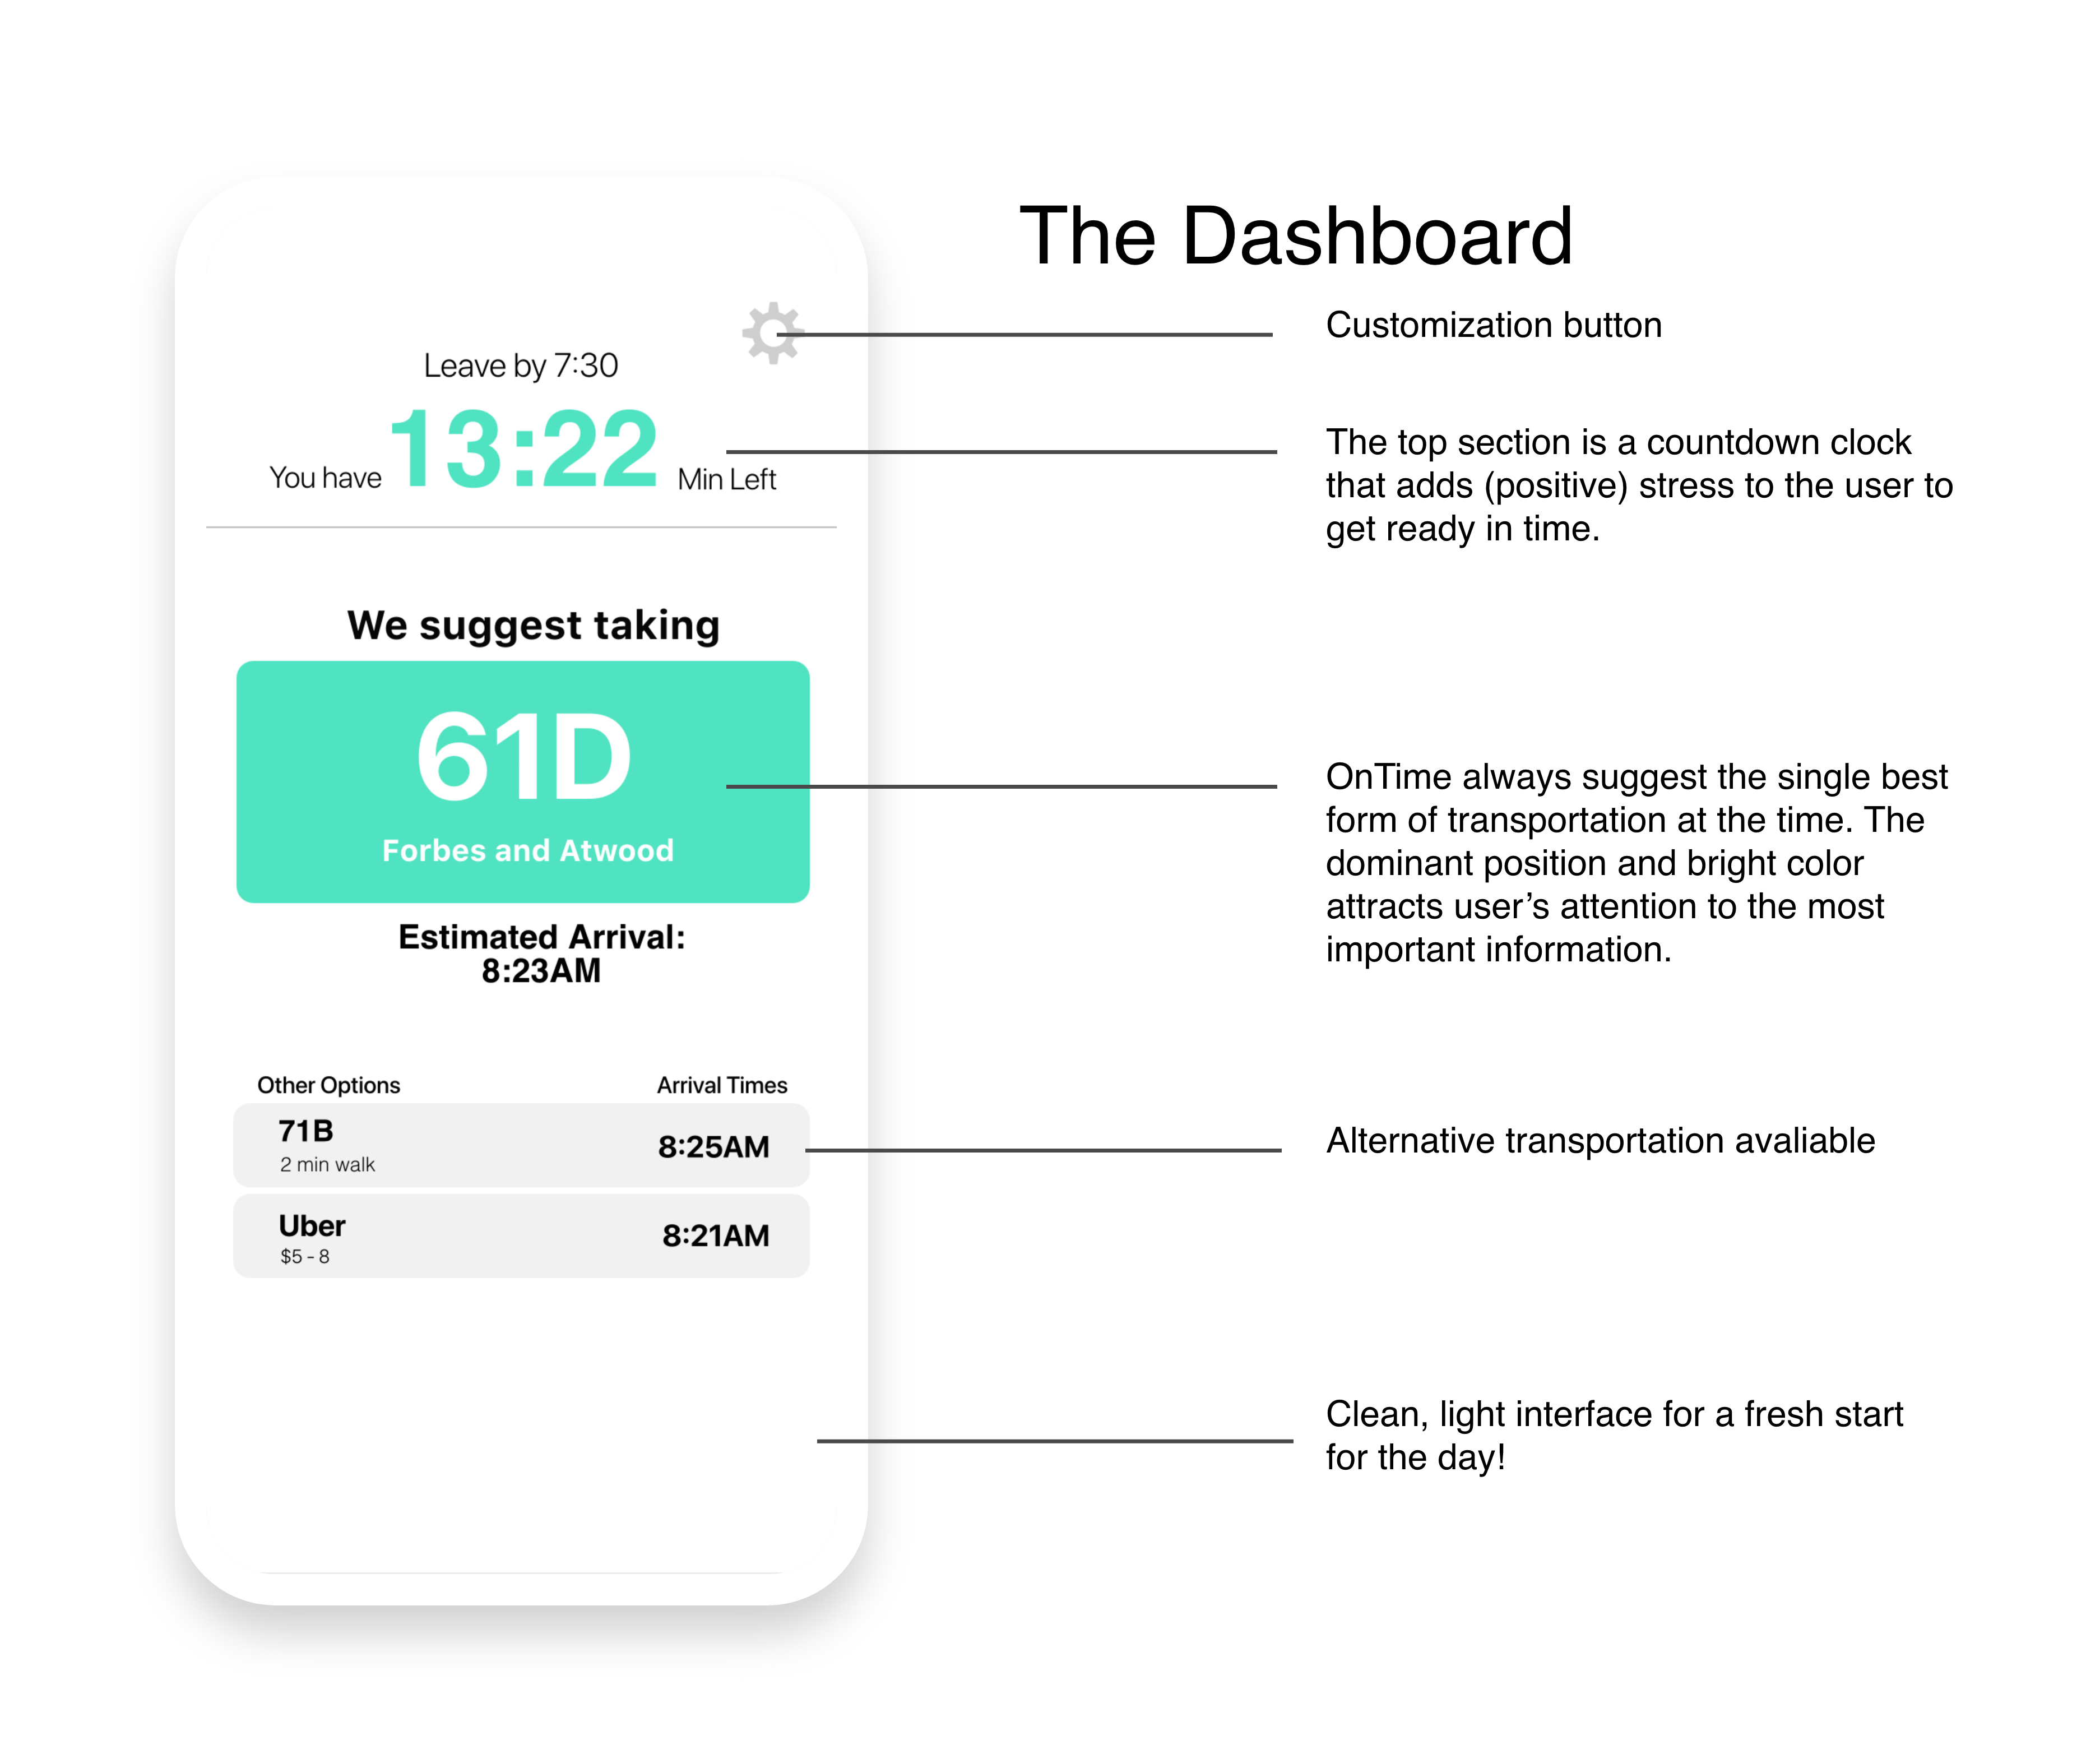 The Dashboard
Customization button
Leave by 7:30
You have 13:22 Min Left
The top section is a countdown clock
that adds (positive) stress to the user to
get ready in time.
We suggest taking
61D
Forbes and Atwood
Estimated Arrival:
8:23AM
OnTime always suggest the single best
form of transportation at the time. The
dominant position and bright color
attracts user’s attention to the most
important information.
Other Options Arrival Times
71B
2 min walk
8:25AM
Alternative transportation avaliable
Uber
$5 - 8
8:21AM
Clean, light interface for a fresh start
for the day!